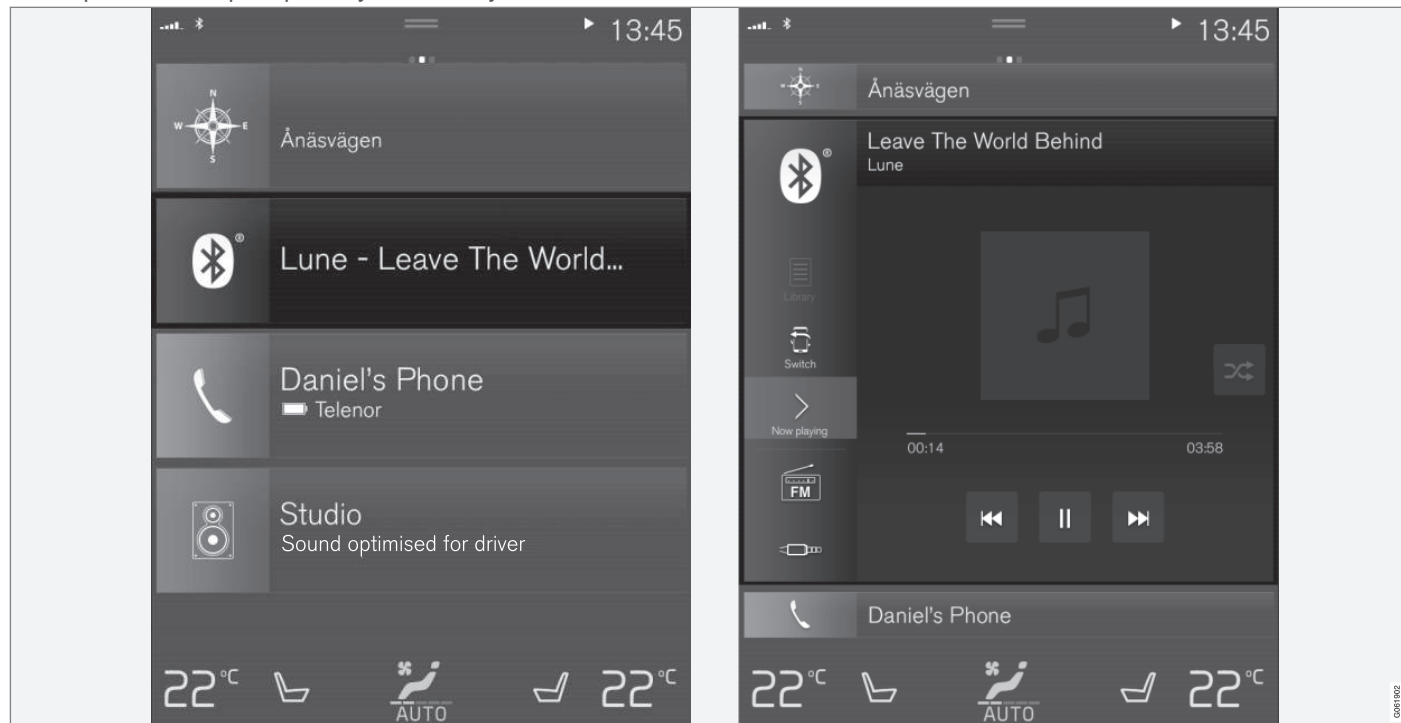 13:45
N
W E
S
Ånäsvägen
®
Lune - Leave The World...
Daniel's Phone
Telenor
Studio
Sound optimised for driver
22°C
AUTO
22°C
13:45
N
W E
S
Ånäsvägen
®
Leave The World Behind
Lune
Library
Switch
Now playing
00:14
03:58
FM
Daniel's Phone
22°C
AUTO
22°C
G061902